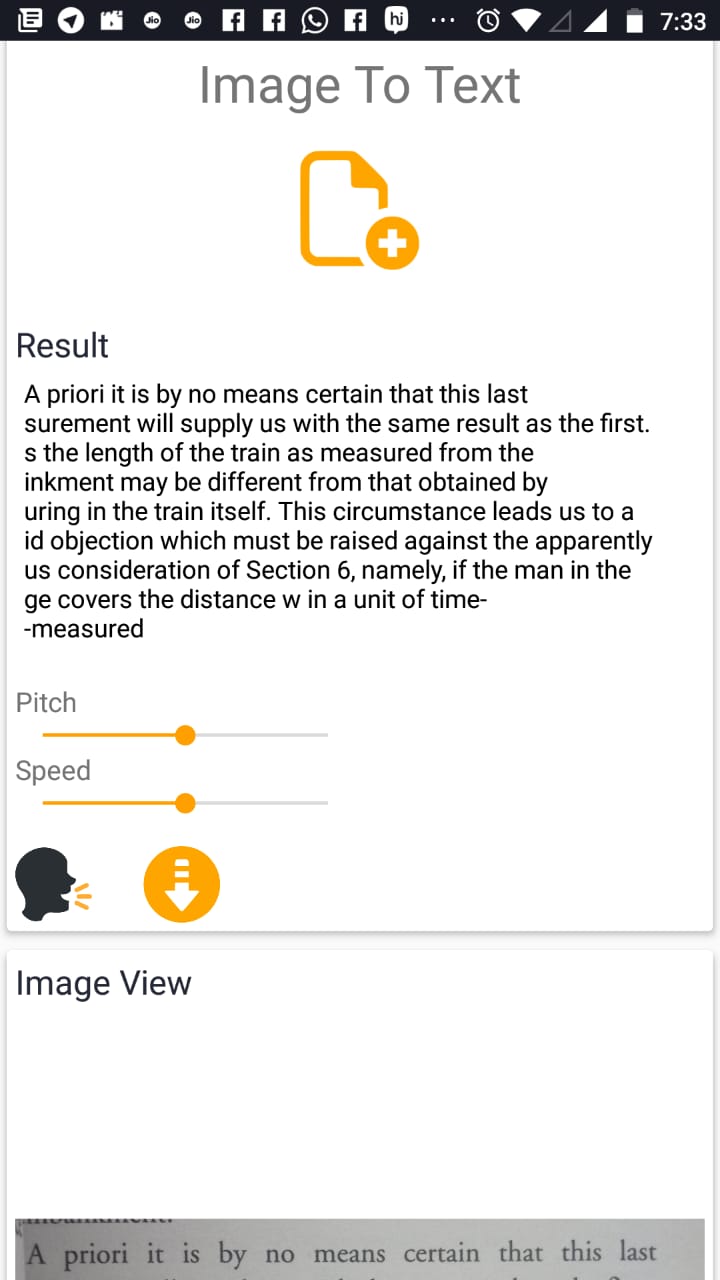 Jio
Jio
hj
7:33
Image To Text
Result
A priori it is by no means certain that this last
surement will supply us with the same result as the first.
s the length of the train as measured from the
inkment may be different from that obtained by
uring in the train itself. This circumstance leads us to a
id objection which must be raised against the apparently
us consideration of Section 6, namely, if the man in the
ge covers the distance w in a unit of time-
-measured
Pitch
Speed
Image View
A priori it is by no means certain that this last